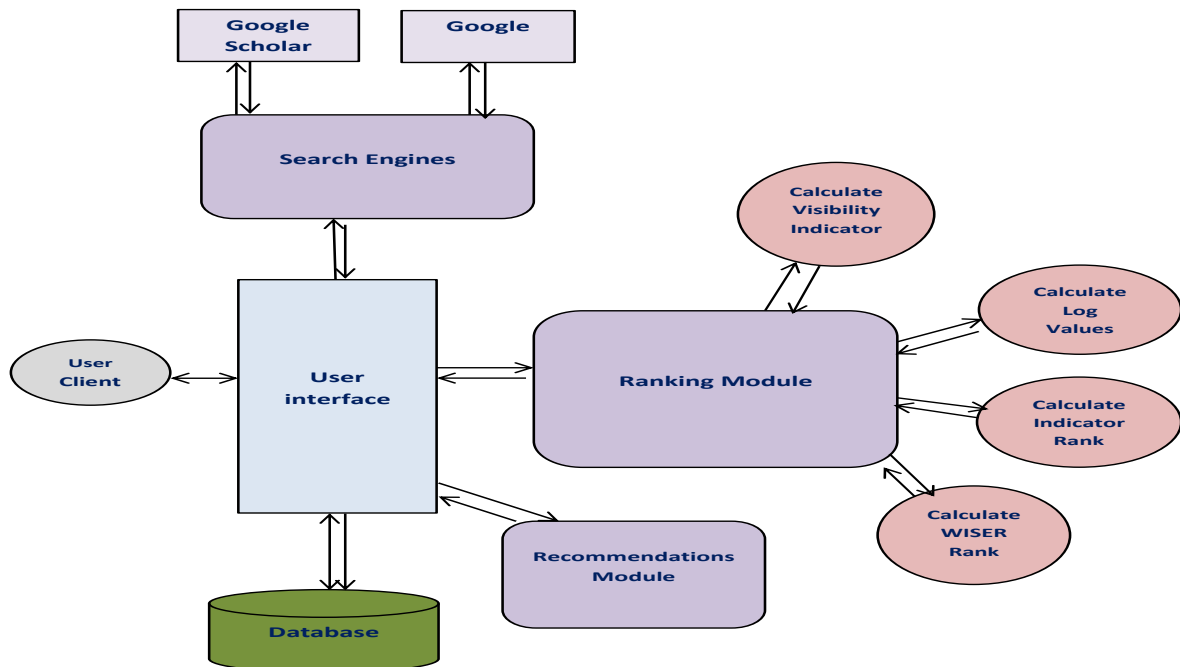 Google
Scholar
Google
Search Engines
Calculate
Visibility
Indicator
Calculate
Log
Values
User
Client
User
interface
Ranking Module
Calculate
Indicator
Rank
Calculate
WISER
Rank
Recommendations
Module
Database